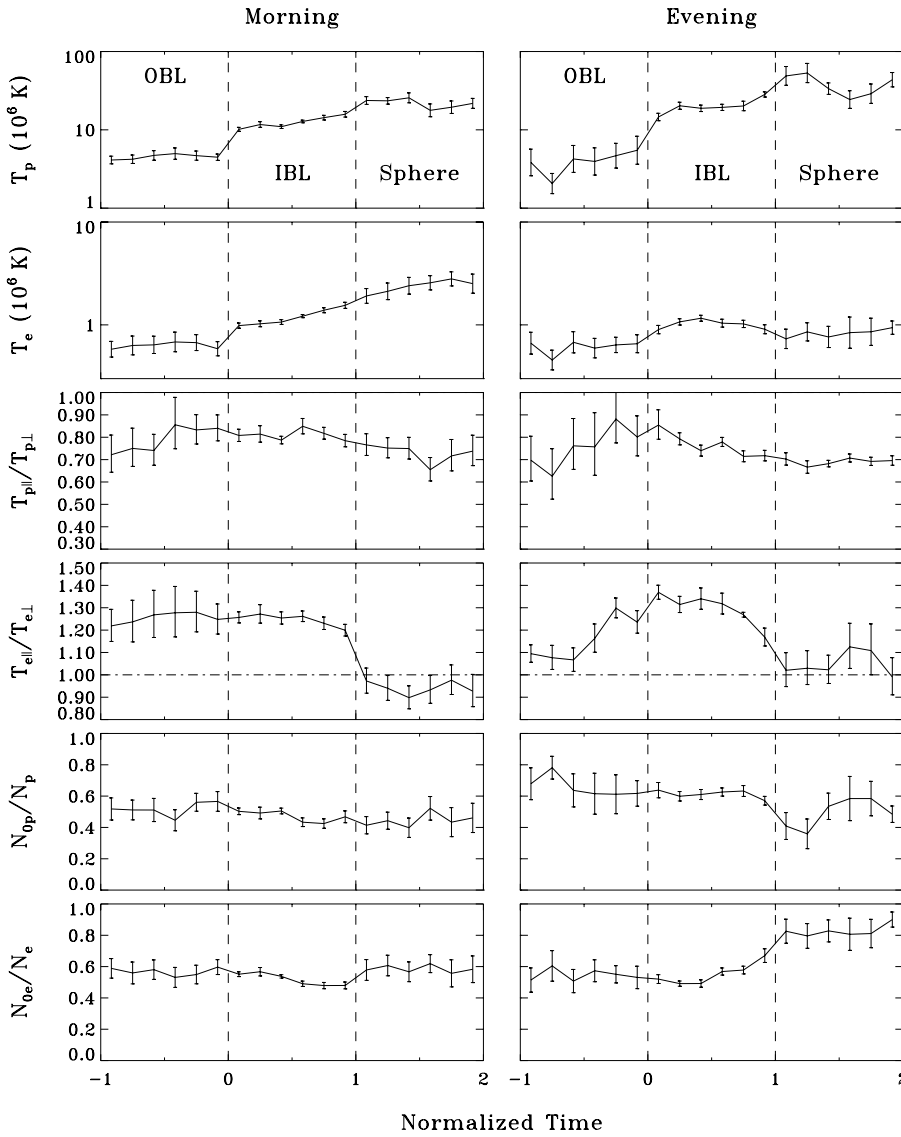 Morning Evening
T_p (10^6 K)
100
10
1
OBL
IBL
Sphere
OBL
IBL
Sphere
T_e (10^6 K)
10
1
T_p∥/T_p⊥
1.00
0.90
0.80
0.70
0.60
0.50
0.40
0.30
T_e∥/T_e⊥
1.50
1.40
1.30
1.20
1.10
1.00
0.90
0.80
N_0p/N_p
1.0
0.8
0.6
0.4
0.2
0.0
N_0e/N_e
1.0
0.8
0.6
0.4
0.2
0.0
-1 0 1 2 -1 0 1 2
Normalized Time